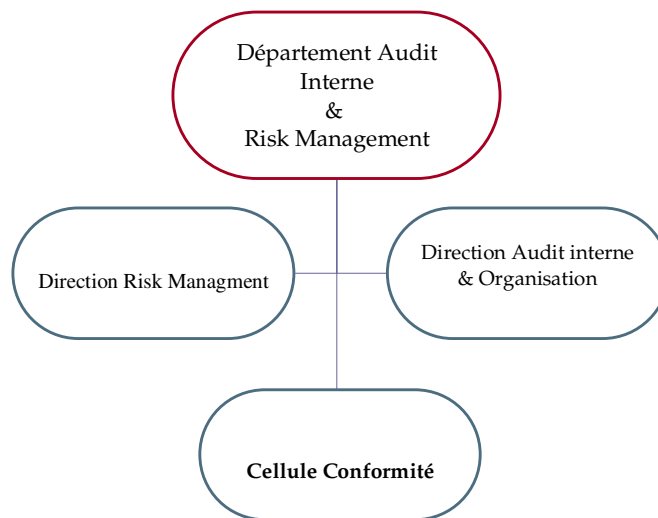 Département Audit
Interne
&
Risk Management
Direction Risk Managment
Direction Audit interne
& Organisation
Cellule Conformité